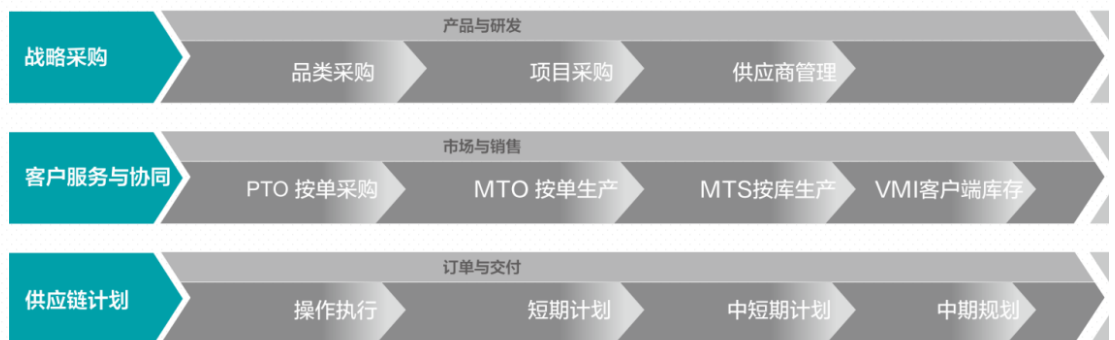 产品与研发
战略采购
品类采购
项目采购
供应商管理
市场与销售
客户服务与协同
PTO 按单采购
MTO 按单生产
MTS按库生产
VMI客户端库存
订单与交付
供应链计划
操作执行
短期计划
中短期计划
中期规划